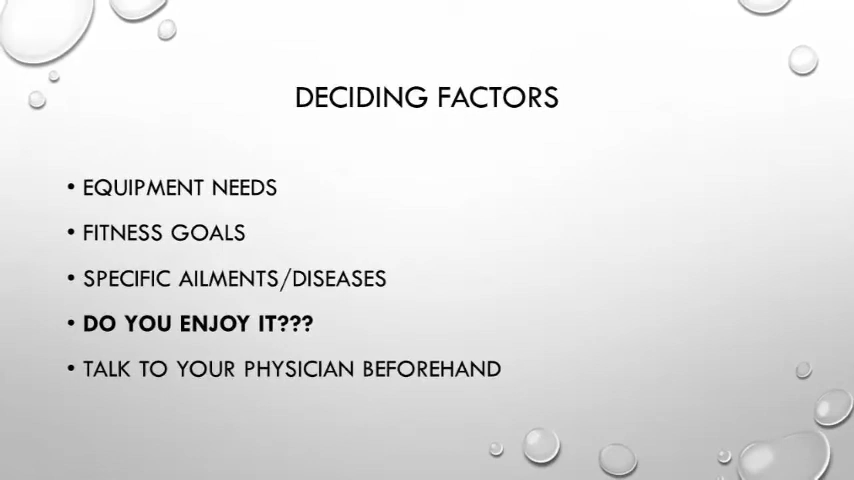 DECIDING FACTORS
• EQUIPMENT NEEDS
• FITNESS GOALS
• SPECIFIC AILMENTS/DISEASES
• DO YOU ENJOY IT???
• TALK TO YOUR PHYSICIAN BEFOREHAND